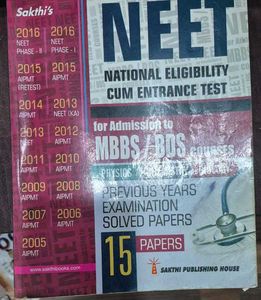 Sakthi's
2016 2016
NEET NEET
PHASE - II PHASE - I
2015 2015
AIPMT AIPMT
(RETEST)
2014 2013
AIPMT NEET (KA)
2013 2012
NEET AIPMT
2011 2010
AIPMT AIPMT
2009 2008
AIPMT AIPMT
2007 2006
AIPMT AIPMT
2005
AIPMT
www.sakthibooks.com
NEET
NATIONAL ELIGIBILITY
CUM ENTRANCE TEST
for Admission to
MBBS / BDS COURSES
PHYSICS
PREVIOUS YEARS
EXAMINATION
SOLVED PAPERS
15 PAPERS
SAKTHI PUBLISHING HOUSE